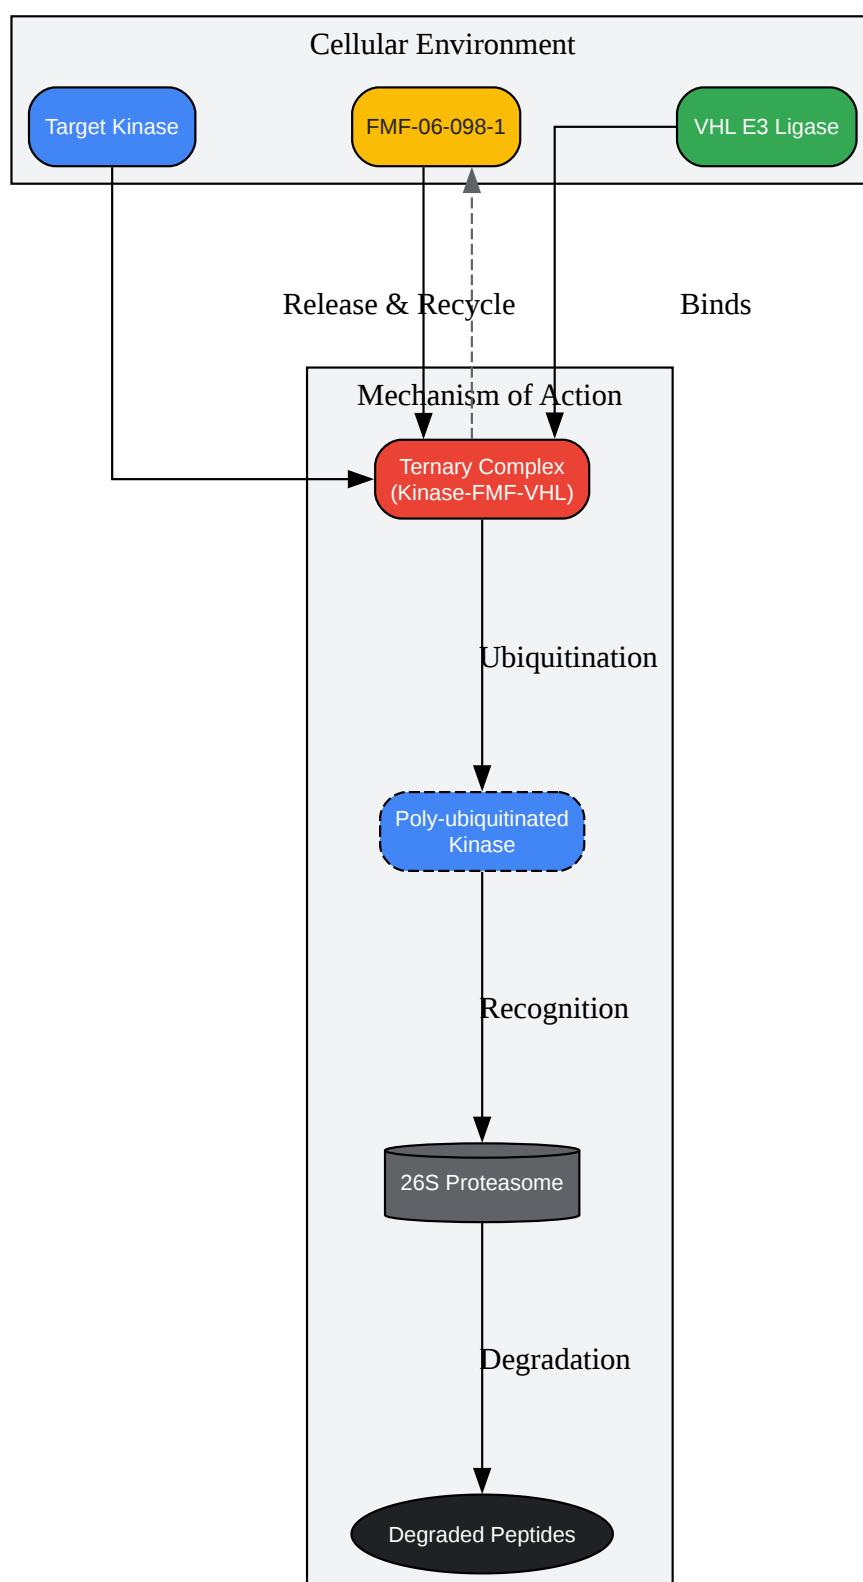 Cellular Environment
Target Kinase
FMF-06-098-1
VHL E3 Ligase
Release & Recycle
Binds
Mechanism of Action
Ternary Complex
(Kinase-FMF-VHL)
Ubiquitination
Poly-ubiquitinated
Kinase
Recognition
26S Proteasome
Degradation
Degraded Peptides